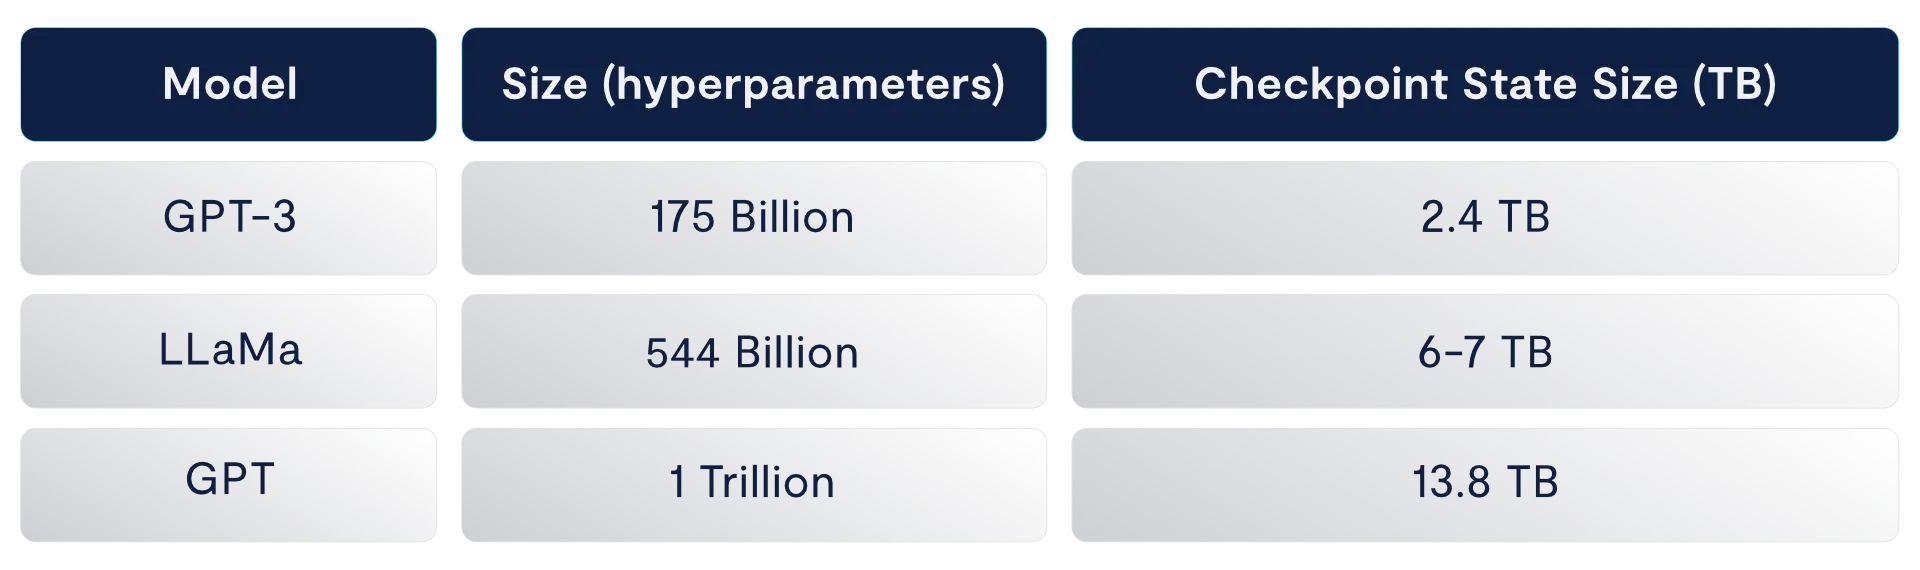 Model Size (hyperparameters) Checkpoint State Size (TB)
GPT-3 175 Billion 2.4 TB
LLaMa 544 Billion 6-7 TB
GPT 1 Trillion 13.8 TB